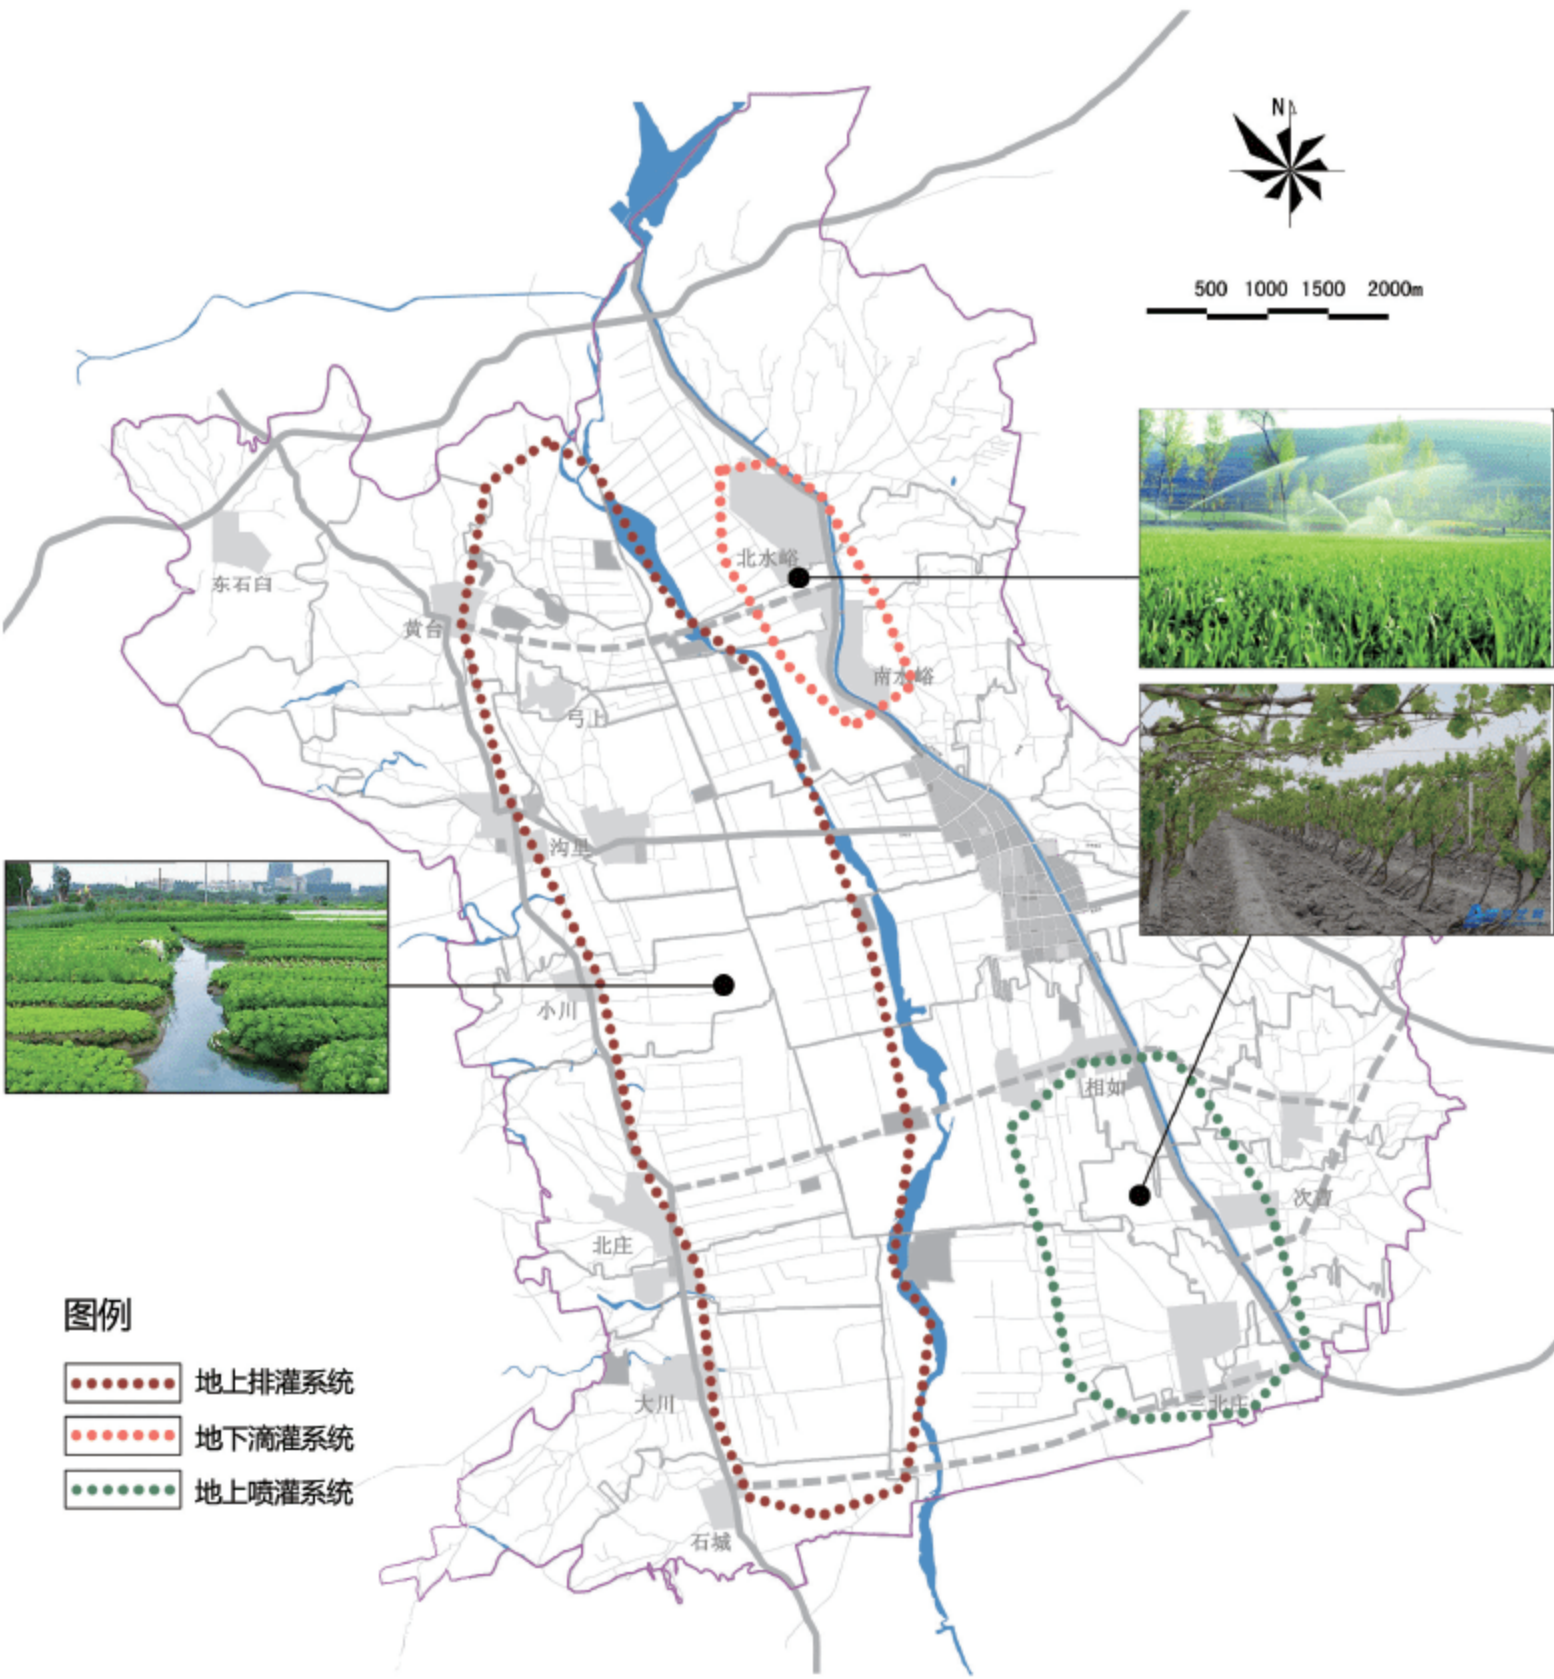 N
500 1000 1500 2000m
北水峪
东石白
黄台
南水峪
弓上
沟里
小川
相如
次营
北庄
图例
地上排灌系统
大川
二北庄
地下滴灌系统
地上喷灌系统
石城